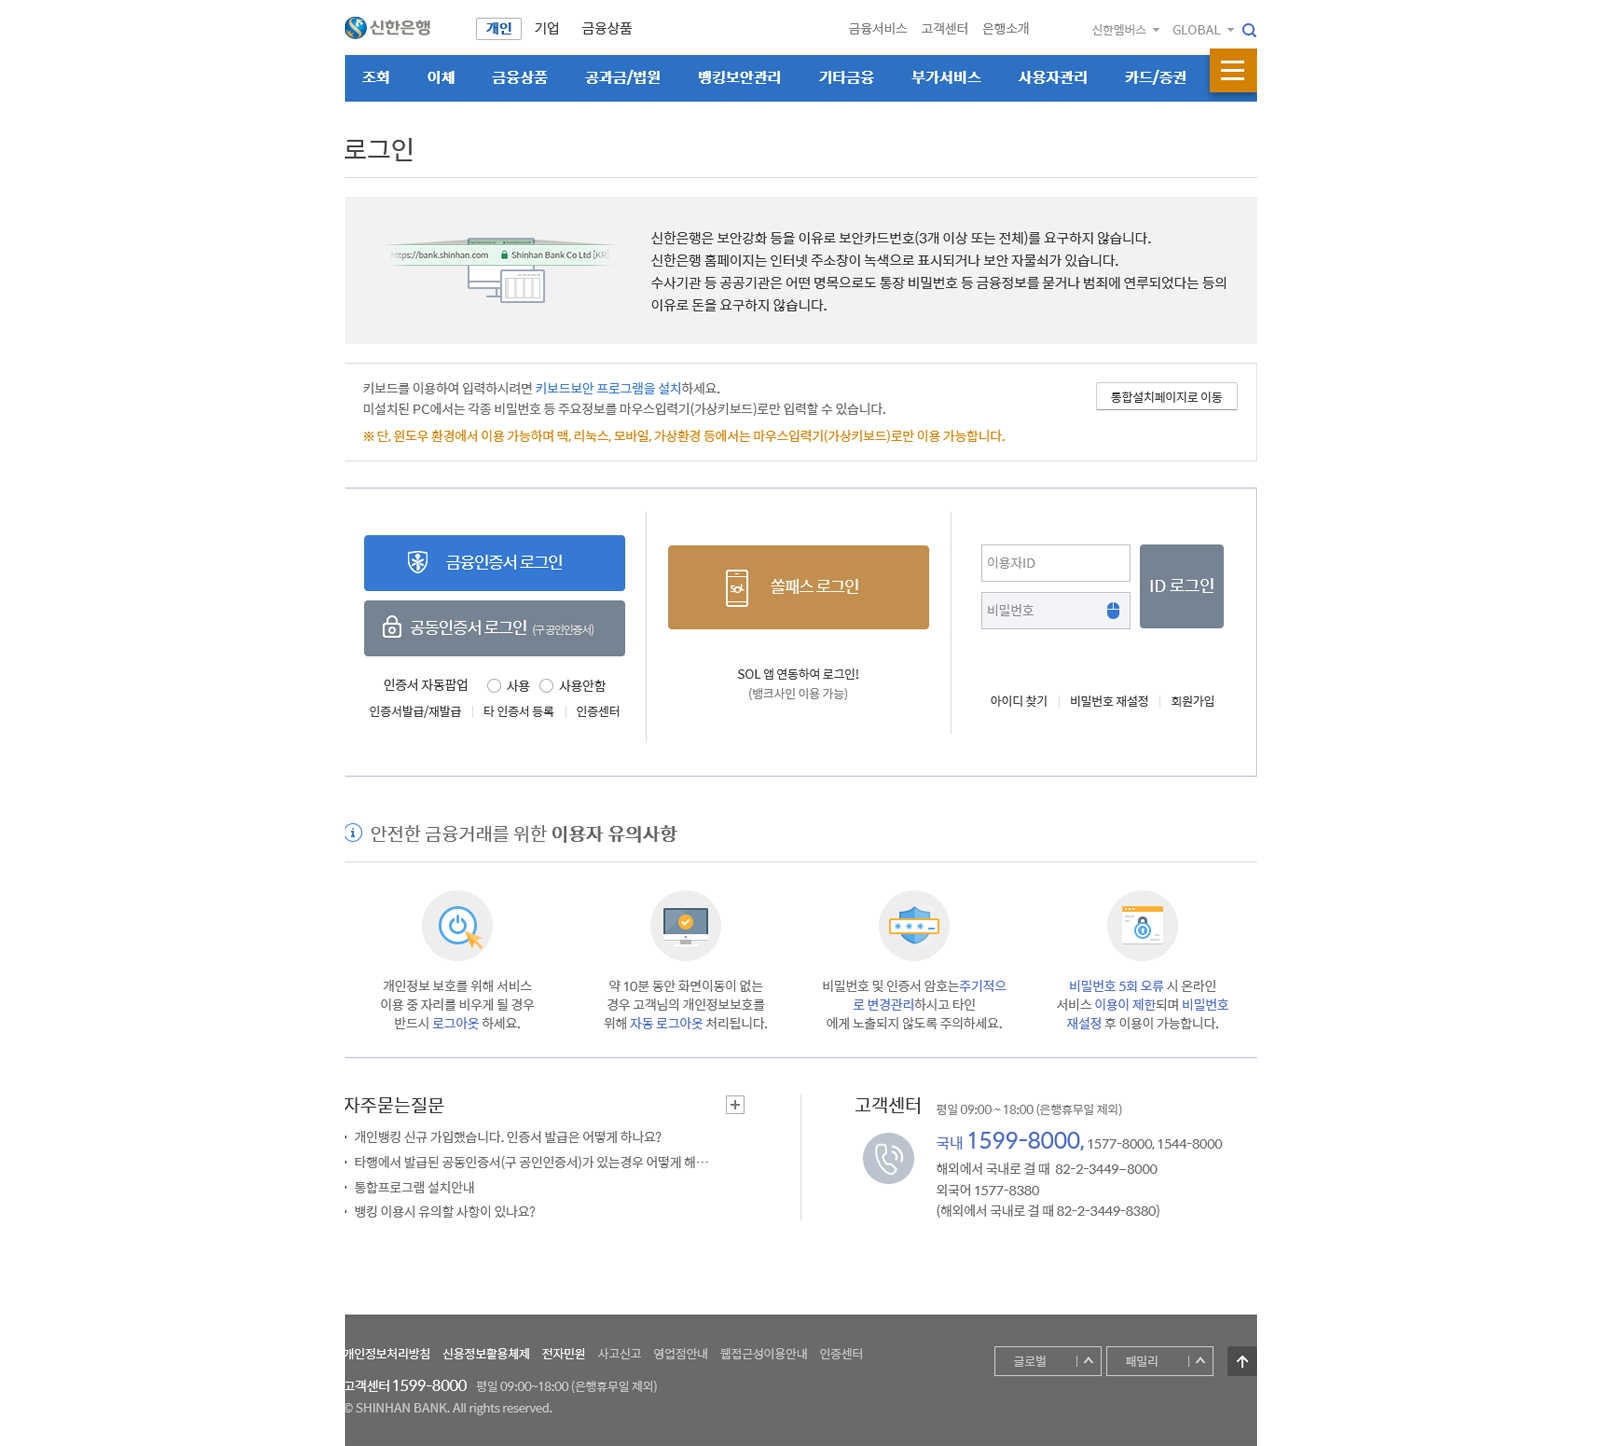 신한은행 개인 기업 금융상품 금융서비스 고객센터 은행소개 신한멤버스 GLOBAL
조회 이체 금융상품 공과금/법원 뱅킹보안관리 기타금융 부가서비스 사용자관리 카드/증권
로그인
https://bank.shinhan.com Shinhan Bank Co Ltd [KR]
신한은행은 보안강화 등을 이유로 보안카드번호(3개 이상 또는 전체)를 요구하지 않습니다.
신한은행 홈페이지는 인터넷 주소창이 녹색으로 표시되거나 보안 자물쇠가 있습니다.
수사기관 등 공공기관은 어떤 명목으로도 통장 비밀번호 등 금융정보를 묻거나 범죄에 연루되었다는 등의
이유로 돈을 요구하지 않습니다.
키보드를 이용하여 입력하시려면 키보드보안 프로그램을 설치하세요.
미설치된 PC에서는 각종 비밀번호 등 주요정보를 마우스입력기(가상키보드)로만 입력할 수 있습니다.
※ 단, 윈도우 환경에서 이용 가능하며 맥, 리눅스, 모바일, 가상환경 등에서는 마우스입력기(가상키보드)로만 이용 가능합니다.
통합설치페이지로 이동
금융인증서 로그인
공동인증서 로그인 (구 공인인증서)
인증서 자동팝업 사용 사용안함
인증서발급/재발급 타 인증서 등록 인증센터
SOL 쏠패스 로그인
SOL 앱 연동하여 로그인!
(뱅크사인 이용 가능)
이용자ID
비밀번호
ID 로그인
아이디 찾기 비밀번호 재설정 회원가입
안전한 금융거래를 위한 이용자 유의사항
개인정보 보호를 위해 서비스
이용 중 자리를 비우게 될 경우
반드시 로그아웃 하세요.
약 10분 동안 화면이동이 없는
경우 고객님의 개인정보보호를
위해 자동 로그아웃 처리됩니다.
비밀번호 및 인증서 암호는주기적으
로 변경관리하시고 타인
에게 노출되지 않도록 주의하세요.
비밀번호 5회 오류 시 온라인
서비스 이용이 제한되며 비밀번호
재설정 후 이용이 가능합니다.
자주묻는질문
개인뱅킹 신규 가입했습니다. 인증서 발급은 어떻게 하나요?
타행에서 발급된 공동인증서(구 공인인증서)가 있는경우 어떻게 해…
통합프로그램 설치안내
뱅킹 이용시 유의할 사항이 있나요?
고객센터 평일 09:00 ~ 18:00 (은행휴무일 제외)
국내 1599-8000, 1577-8000, 1544-8000
해외에서 국내로 걸 때 82-2-3449-8000
외국어 1577-8380
(해외에서 국내로 걸 때 82-2-3449-8380)
개인정보처리방침 신용정보활용체제 전자민원 사고신고 영업점안내 웹접근성이용안내 인증센터
글로벌 패밀리
고객센터 1599-8000 평일 09:00~18:00 (은행휴무일 제외)
© SHINHAN BANK. All rights reserved.